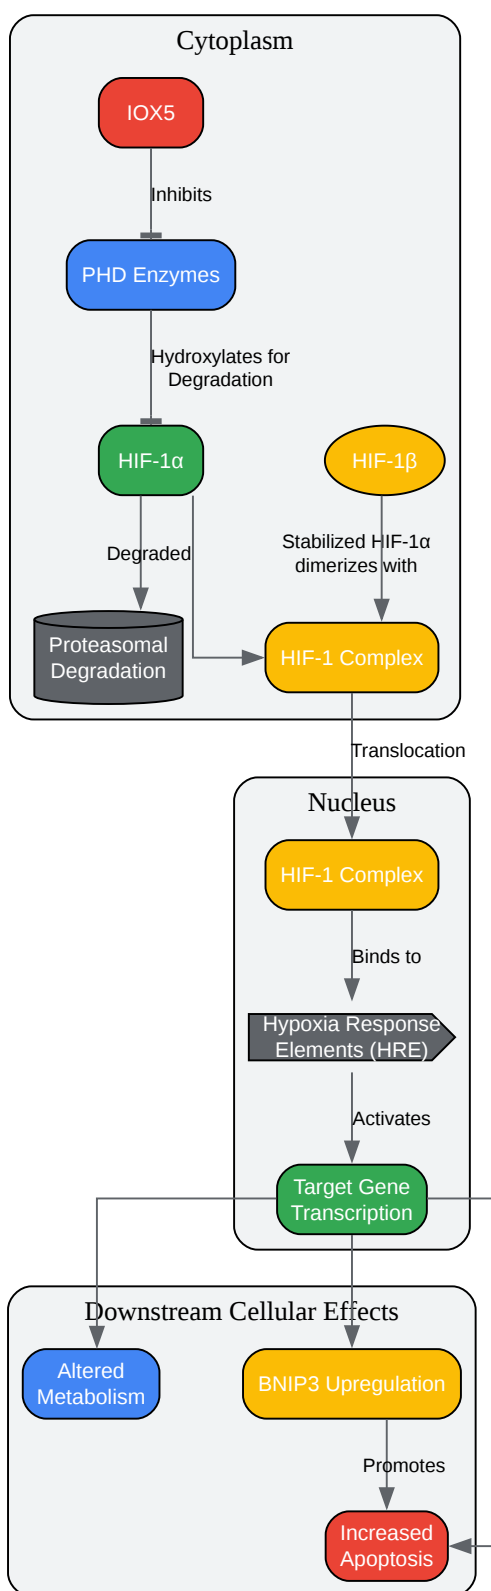 Cytoplasm
IOX5
Inhibits
PHD Enzymes
Hydroxylates for
Degradation
HIF-1α
HIF-1β
Degraded
Stabilized HIF-1α
dimerizes with
Proteasomal
Degradation
HIF-1 Complex
Translocation
Nucleus
HIF-1 Complex
Binds to
Hypoxia Response
Elements (HRE)
Activates
Target Gene
Transcription
Downstream Cellular Effects
Altered
Metabolism
BNIP3 Upregulation
Promotes
Increased
Apoptosis